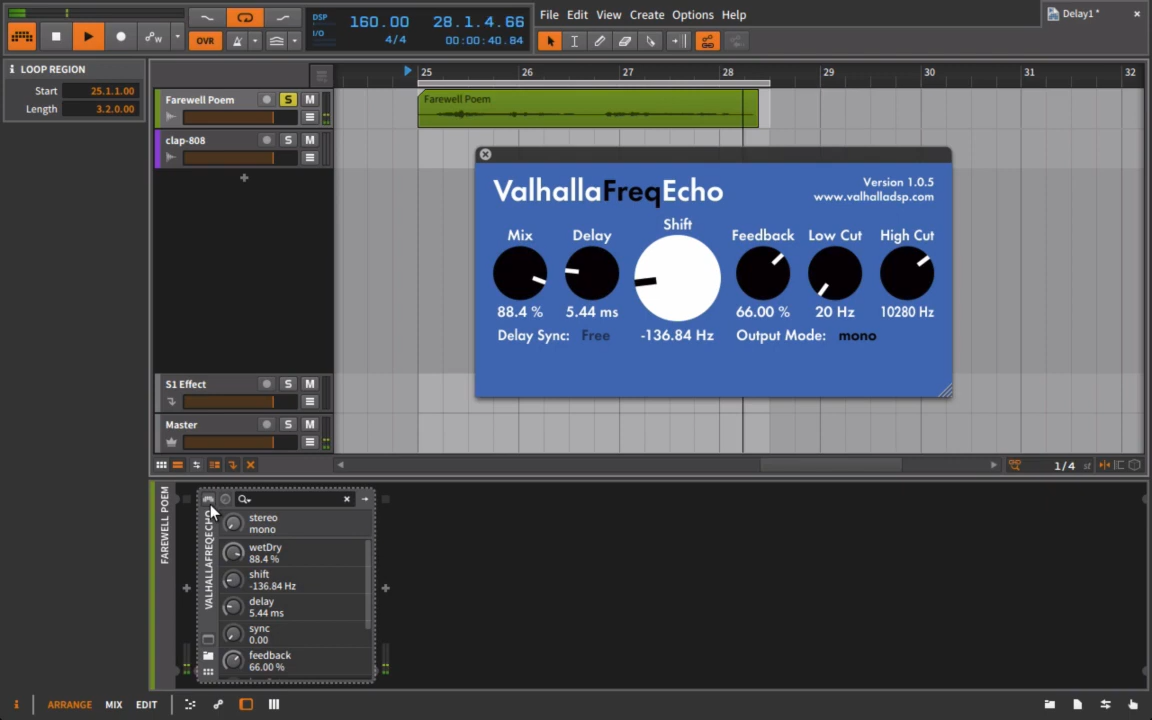 DSP
I/O
160.00
28.1.4.66
4/4
00:00:40.84
OVR
File Edit View Create Options Help
Delay1*
i LOOP REGION
Start 25.1.1.00
Length 3.2.0.00
25 26 27 28 29 30 31 32
Farewell Poem S M
Farewell Poem
clap-808 S M
ValhallaFreqEcho
Version 1.0.5
www.valhalladsp.com
Mix Delay Shift Feedback Low Cut High Cut
88.4 % 5.44 ms -136.84 Hz 66.00 % 20 Hz 10280 Hz
Delay Sync: Free Output Mode: mono
S1 Effect S M
Master S M
1/4
FAREWELL POEM
VALHALLAFREQECHO
stereo
mono
wetDry
88.4 %
shift
-136.84 Hz
delay
5.44 ms
sync
0.00
feedback
66.00 %
i ARRANGE MIX EDIT